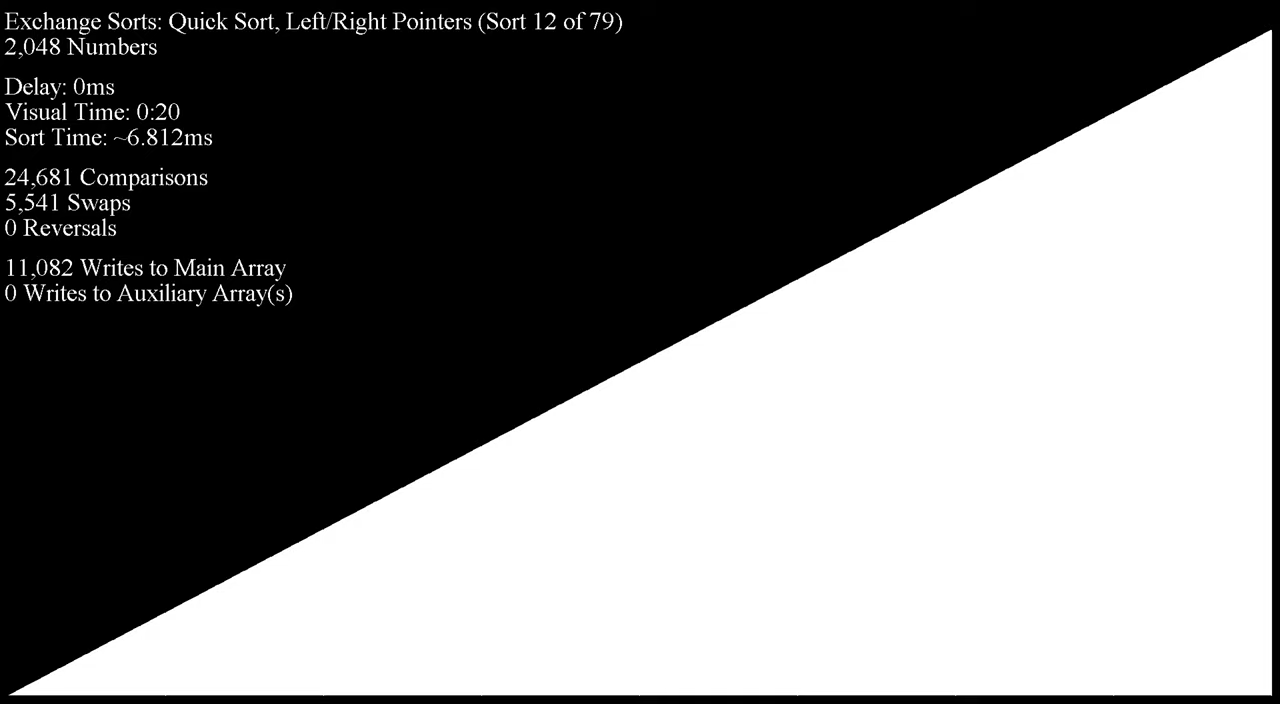 Exchange Sorts: Quick Sort, Left/Right Pointers (Sort 12 of 79)
2,048 Numbers
Delay: 0ms
Visual Time: 0:20
Sort Time: ~6.812ms
24,681 Comparisons
5,541 Swaps
0 Reversals
11,082 Writes to Main Array
0 Writes to Auxiliary Array(s)